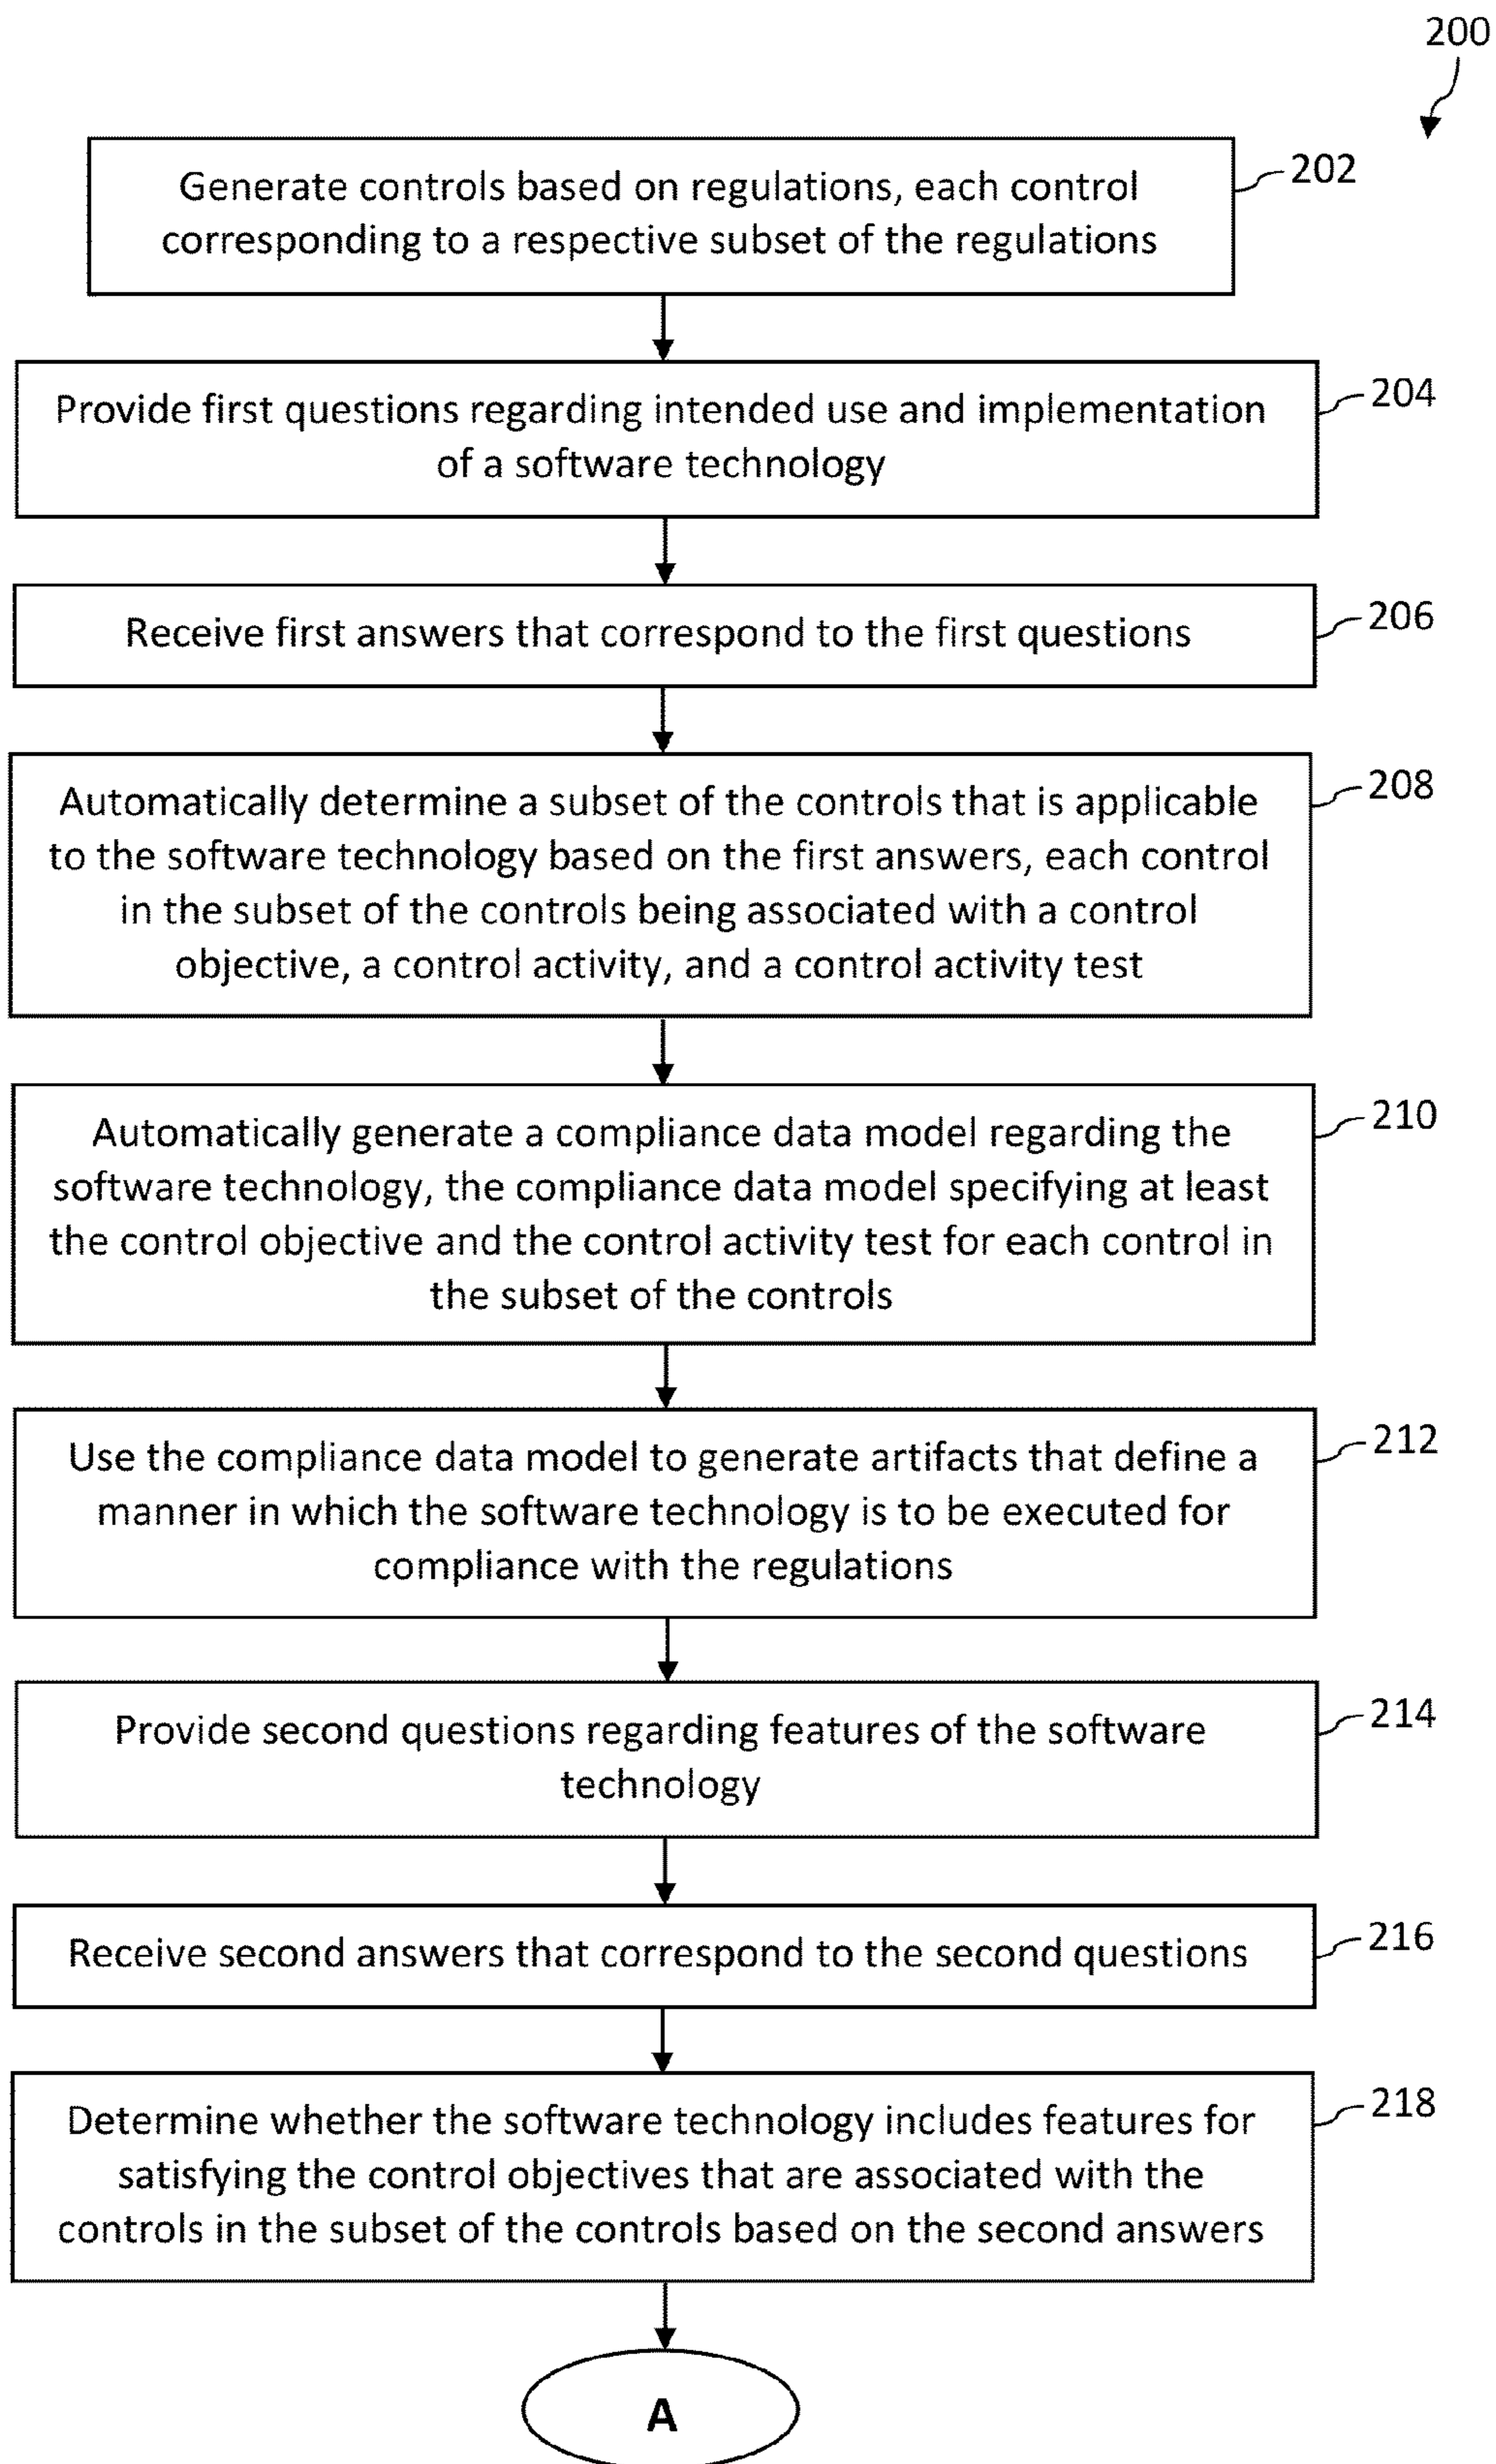 200
Generate controls based on regulations, each control
corresponding to a respective subset of the regulations
202
Provide first questions regarding intended use and implementation
of a software technology
204
Receive first answers that correspond to the first questions
206
Automatically determine a subset of the controls that is applicable
to the software technology based on the first answers, each control
in the subset of the controls being associated with a control
objective, a control activity, and a control activity test
208
Automatically generate a compliance data model regarding the
software technology, the compliance data model specifying at least
the control objective and the control activity test for each control in
the subset of the controls
210
Use the compliance data model to generate artifacts that define a
manner in which the software technology is to be executed for
compliance with the regulations
212
Provide second questions regarding features of the software
technology
214
Receive second answers that correspond to the second questions
216
Determine whether the software technology includes features for
satisfying the control objectives that are associated with the
controls in the subset of the controls based on the second answers
218
A